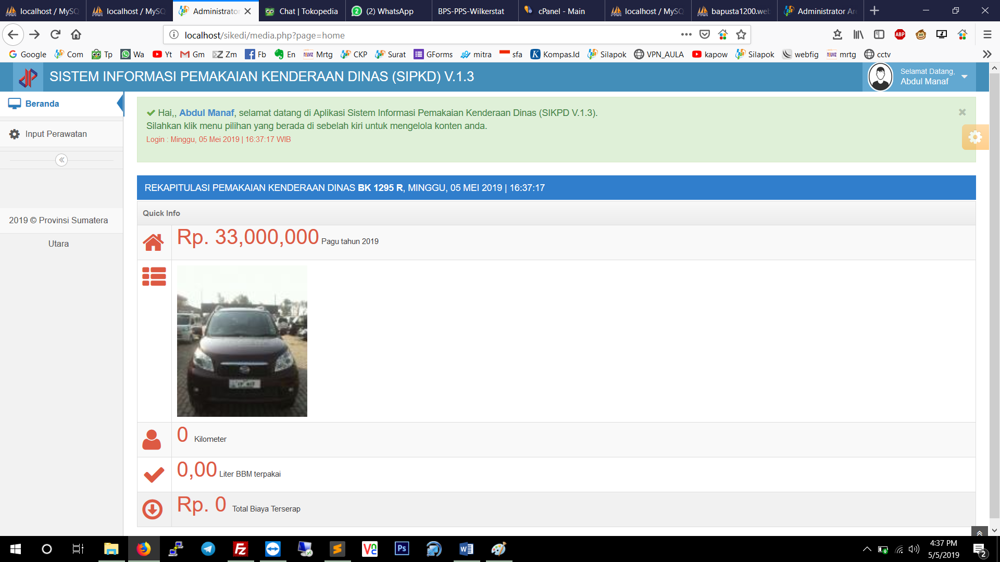 localhost / MySQ
localhost / MySQ
Administrator
Chat | Tokopedia
(2) WhatsApp
BPS-PPS-Wilkerstat
cPanel - Main
localhost / MySQ
bapusta1200.web
Administrator Are
localhost/sikedi/media.php?page=home
ABP
Google
Com
Tp
Wa
Yt
Gm
Zm
Fb
En
Mrtg
CKP
Surat
GForms
mitra
sfa
Kompas.Id
Silapok
VPN_AULA
kapow
Silapok
webfig
mrtg
cctv
SISTEM INFORMASI PEMAKAIAN KENDERAAN DINAS (SIPKD) V.1.3
Selamat Datang,
Abdul Manaf
Beranda
Input Perawatan
2019 © Provinsi Sumatera
Utara
Hai,, Abdul Manaf, selamat datang di Aplikasi Sistem Informasi Pemakaian Kenderaan Dinas (SIKPD V.1.3).
Silahkan klik menu pilihan yang berada di sebelah kiri untuk mengelola konten anda.
Login : Minggu, 05 Mei 2019 | 16:37:17 WIB
REKAPITULASI PEMAKAIAN KENDERAAN DINAS BK 1295 R, MINGGU, 05 MEI 2019 | 16:37:17
Quick Info
Rp. 33,000,000 Pagu tahun 2019
0 Kilometer
0,00 Liter BBM terpakai
Rp. 0 Total Biaya Terserap
4:37 PM
5/5/2019
2